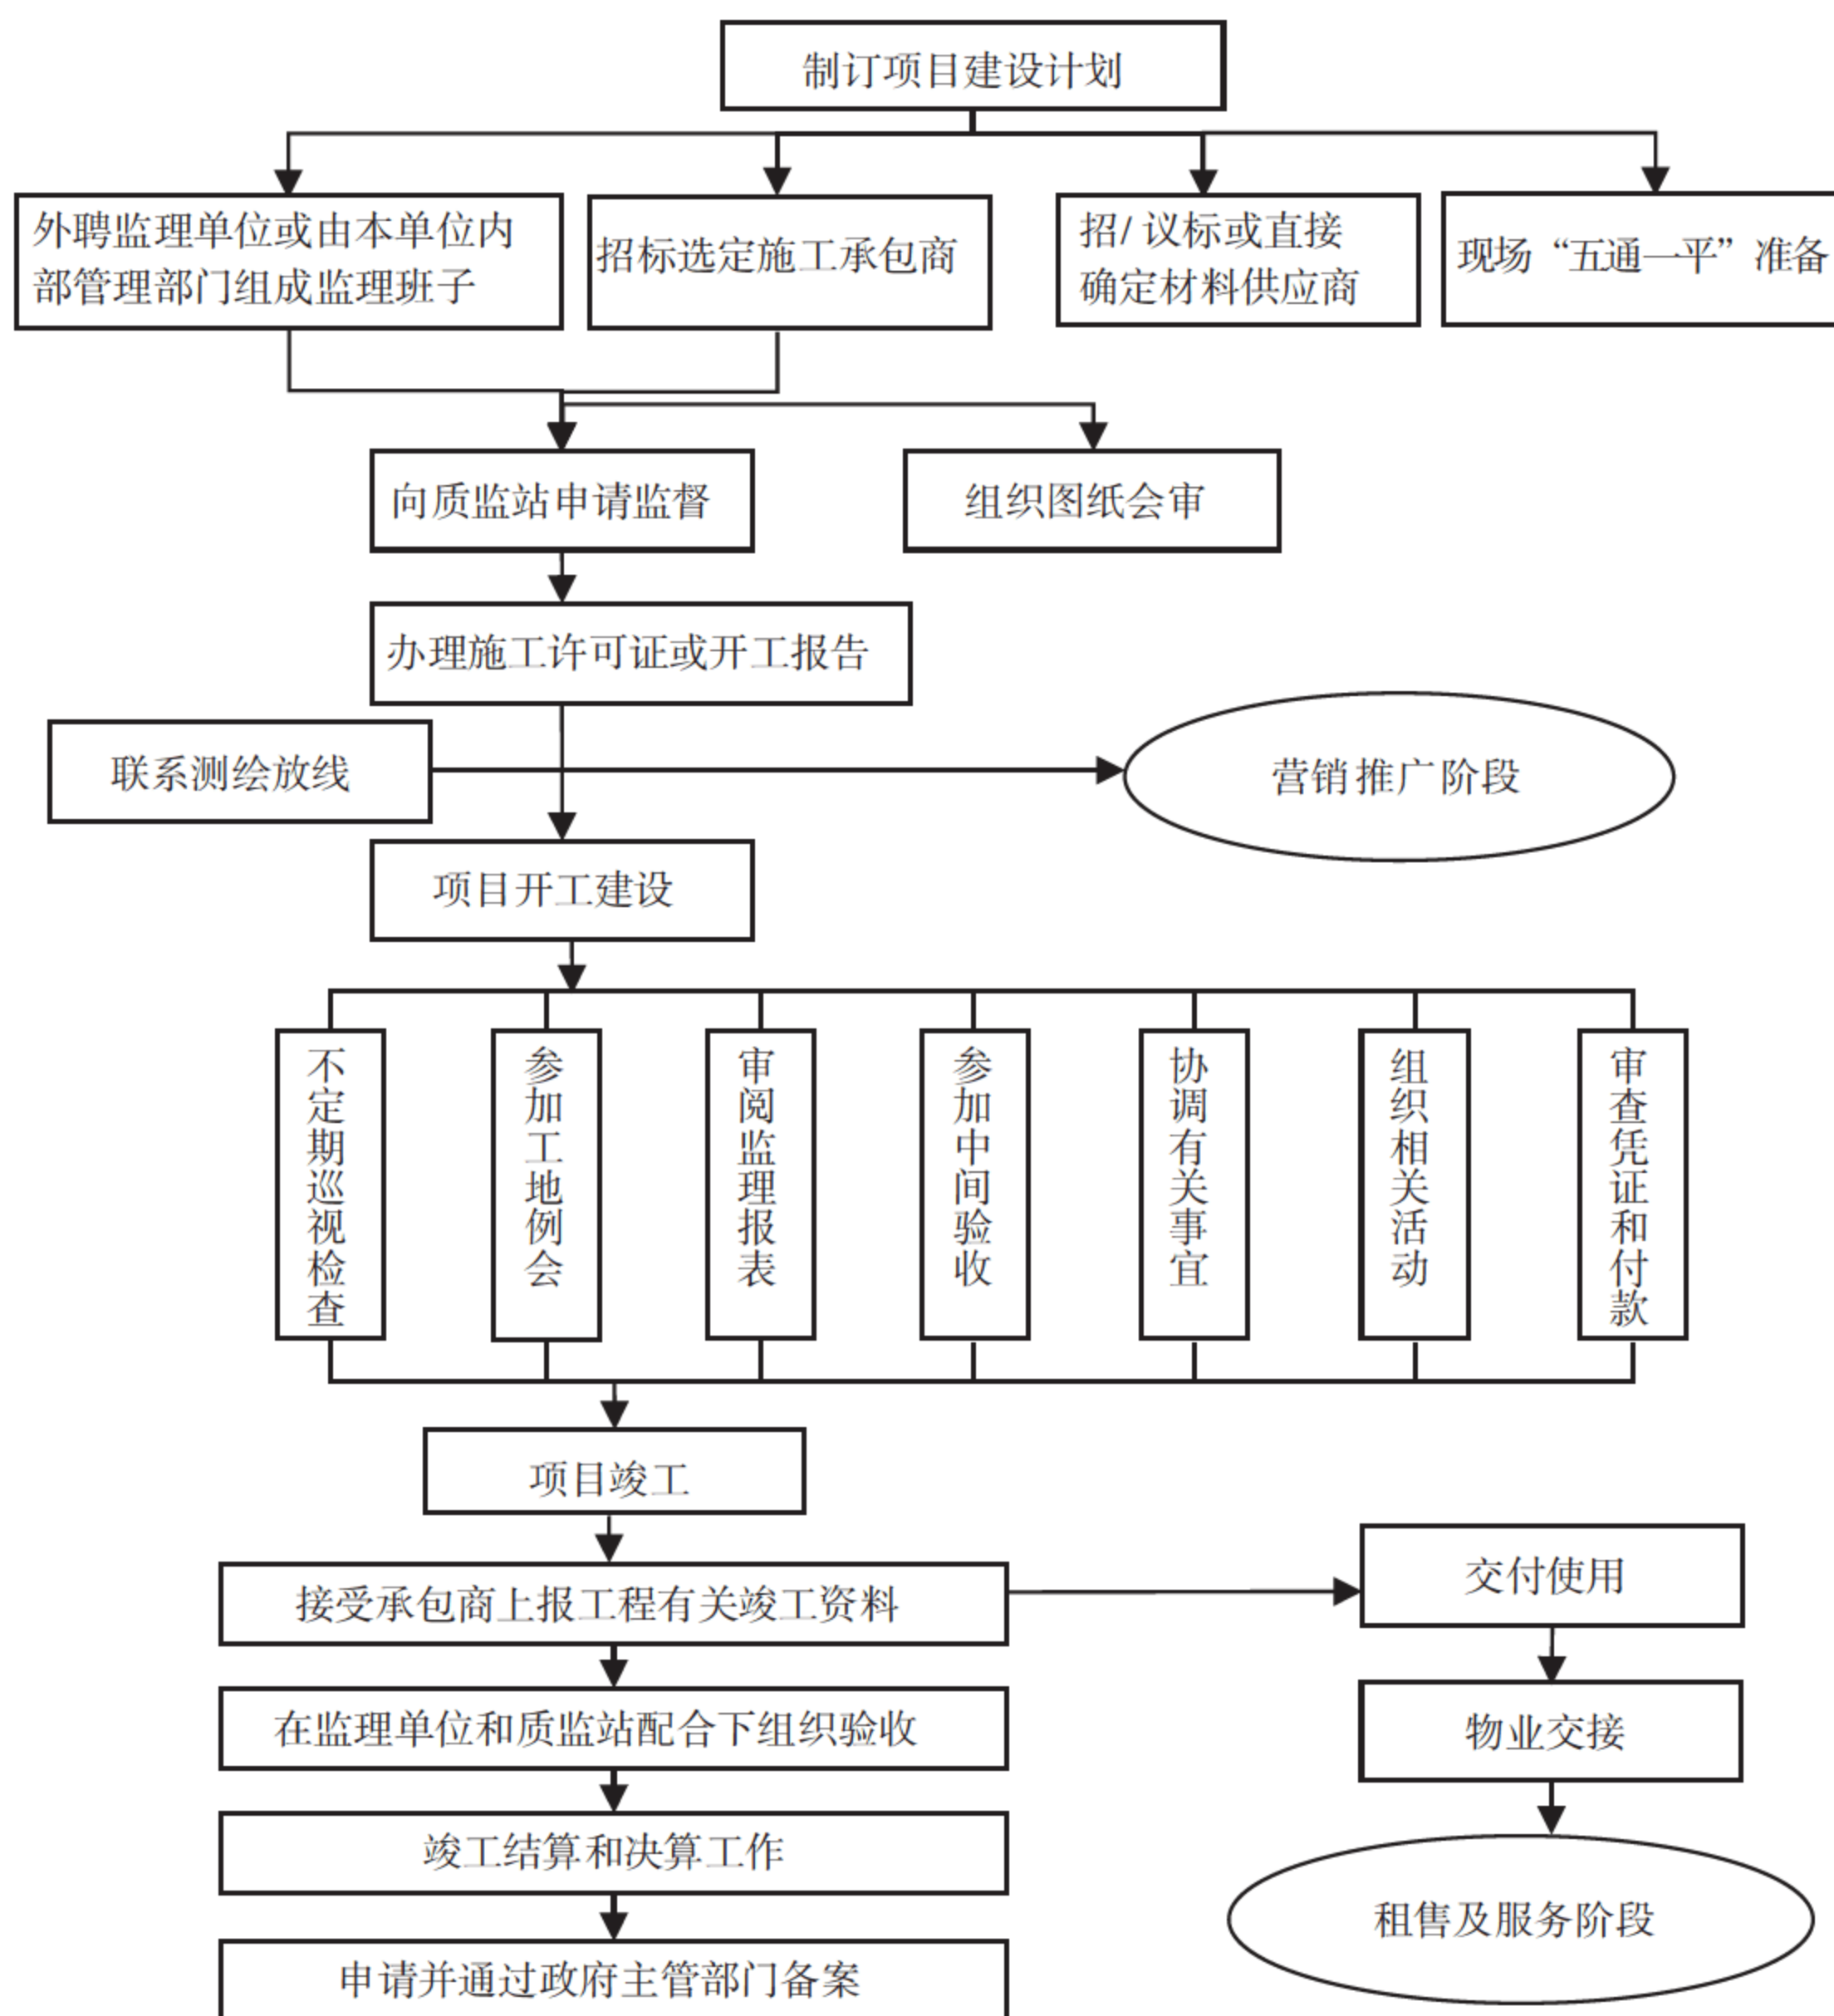 制订项目建设计划
外聘监理单位或由本单位内
部管理部门组成监理班子
招标选定施工承包商
招/议标或直接
确定材料供应商
现场“五通一平”准备
向质监站申请监督
组织图纸会审
办理施工许可证或开工报告
联系测绘放线
营销推广阶段
项目开工建设
不定期巡视检查
参加工地例会
审阅监理报表
参加中间验收
协调有关事宜
组织相关活动
审查凭证和付款
项目竣工
接受承包商上报工程有关竣工资料
交付使用
在监理单位和质监站配合下组织验收
物业交接
竣工结算和决算工作
租售及服务阶段
申请并通过政府主管部门备案